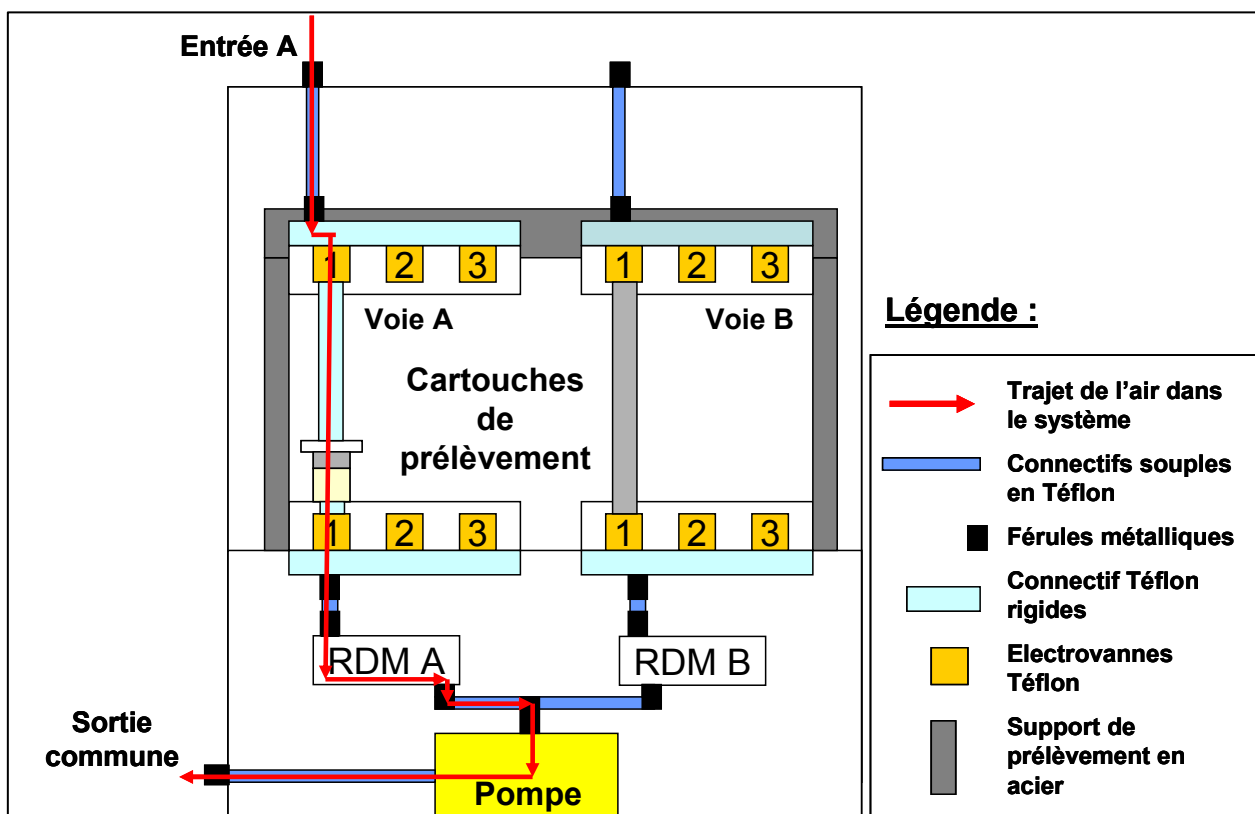 Entrée A
1 2 3
1 2 3
Voie A
Voie B
Cartouches
de
prélèvement
1 2 3
1 2 3
RDM A
RDM B
Sortie
commune
Pompe
Légende :
Trajet de l'air dans
le système
Connectifs souples
en Téflon
Férules métalliques
Connectif Téflon
rigides
Electrovannes
Téflon
Support de
prélèvement en
acier